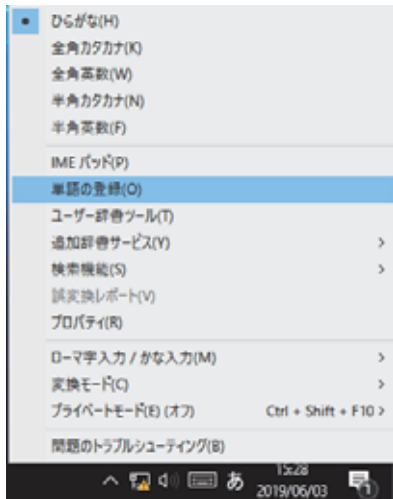 ひらがな(H)
全角カタカナ(K)
全角英数(W)
半角カタカナ(N)
半角英数(F)
IME パッド(P)
単語の登録(O)
ユーザー辞書ツール(T)
追加辞書サービス(Y) >
検索機能(S) >
誤変換レポート(V)
プロパティ(R)
ローマ字入力 / かな入力(M) >
変換モード(C) >
プライベートモード(E) (オフ) Ctrl + Shift + F10 >
問題のトラブルシューティング(B)
あ
15:28
2019/06/03
1